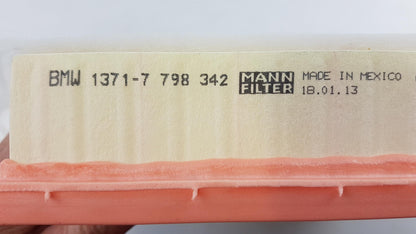 BMW 1371-7 798 342
MANN
FILTER
MADE IN MEXICO
18.01.13